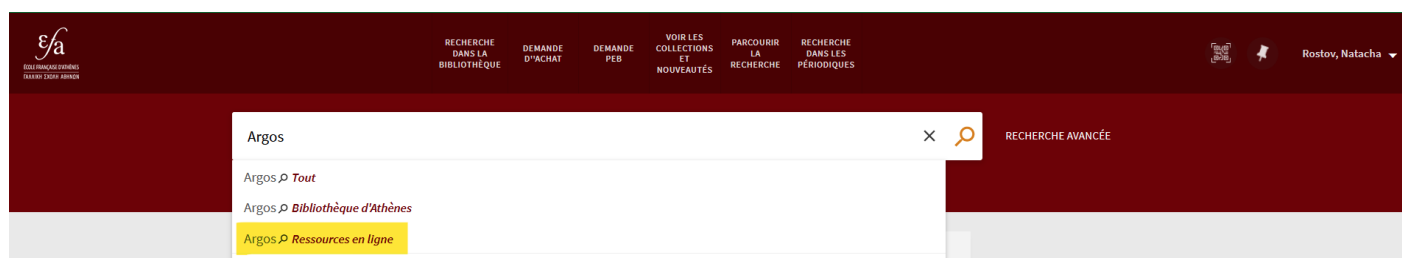 εfa
ÉCOLE FRANÇAISE D'ATHÈNES
ΓΑΛΛΙΚΗ ΣΧΟΛΗ ΑΘΗΝΩΝ
RECHERCHE
DANS LA
BIBLIOTHÈQUE
DEMANDE
D''ACHAT
DEMANDE
PEB
VOIR LES
COLLECTIONS
ET
NOUVEAUTÉS
PARCOURIR
LA
RECHERCHE
RECHERCHE
DANS LES
PÉRIODIQUES
Rostov, Natacha
Argos
RECHERCHE AVANCÉE
Argos Tout
Argos Bibliothèque d'Athènes
Argos Ressources en ligne